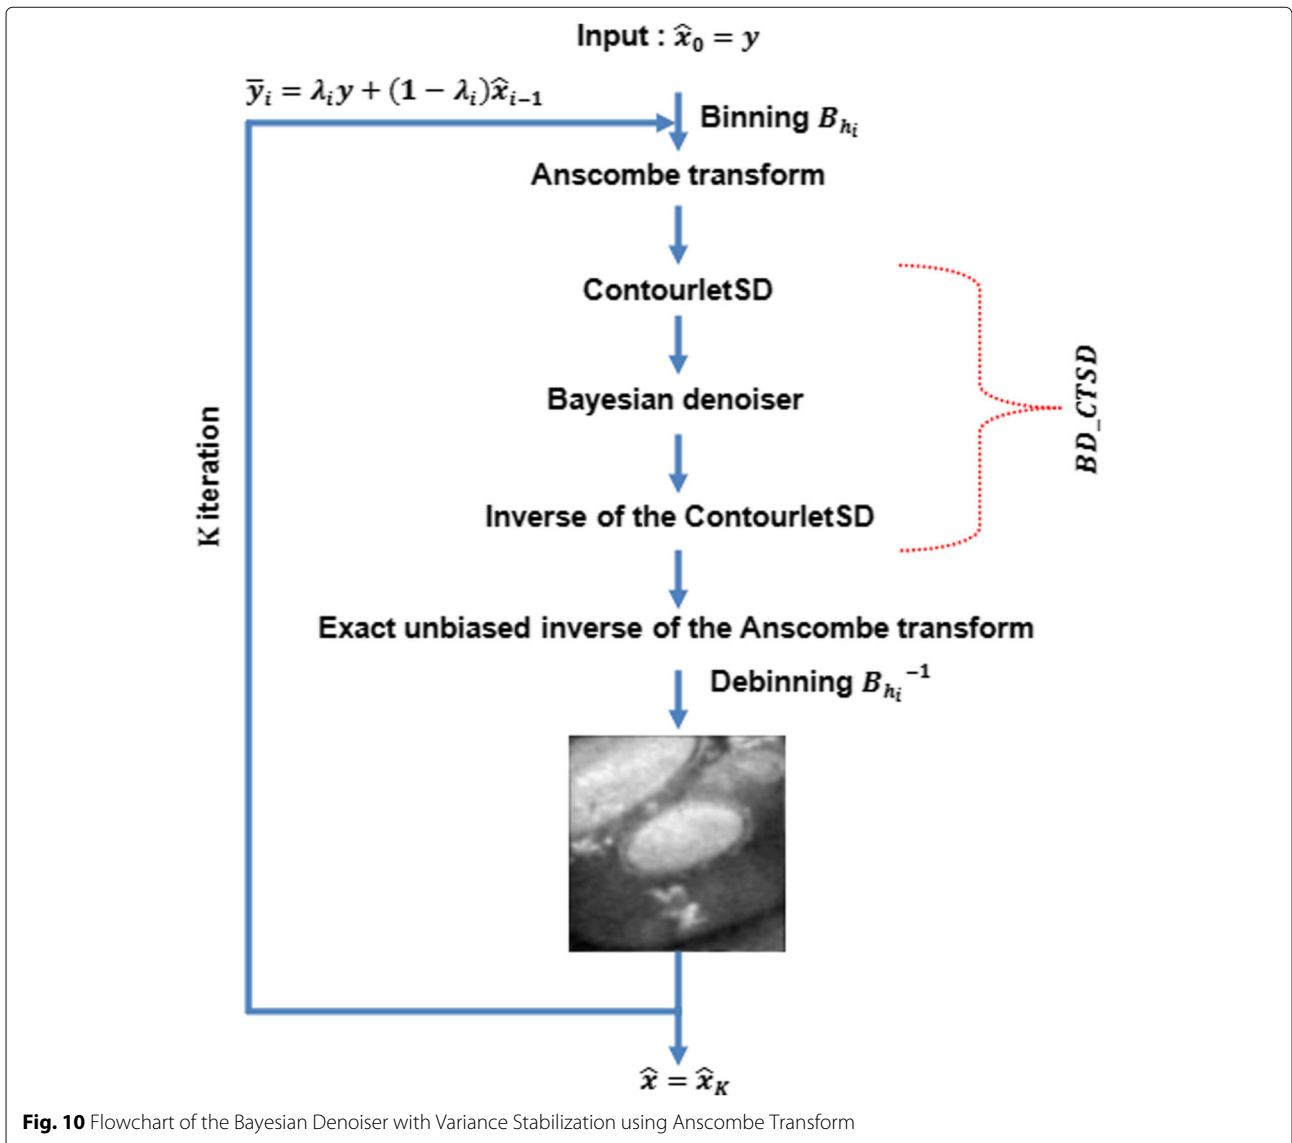 Input : x̂₀ = y
ȳᵢ = λᵢy + (1 − λᵢ)x̂ᵢ₋₁
Binning B_{h_i}
Anscombe transform
ContourletSD
Bayesian denoiser
BD_CTSD
K iteration
Inverse of the ContourletSD
Exact unbiased inverse of the Anscombe transform
Debinning B_{h_i}⁻¹
x̂ = x̂_K
Fig. 10 Flowchart of the Bayesian Denoiser with Variance Stabilization using Anscombe Transform